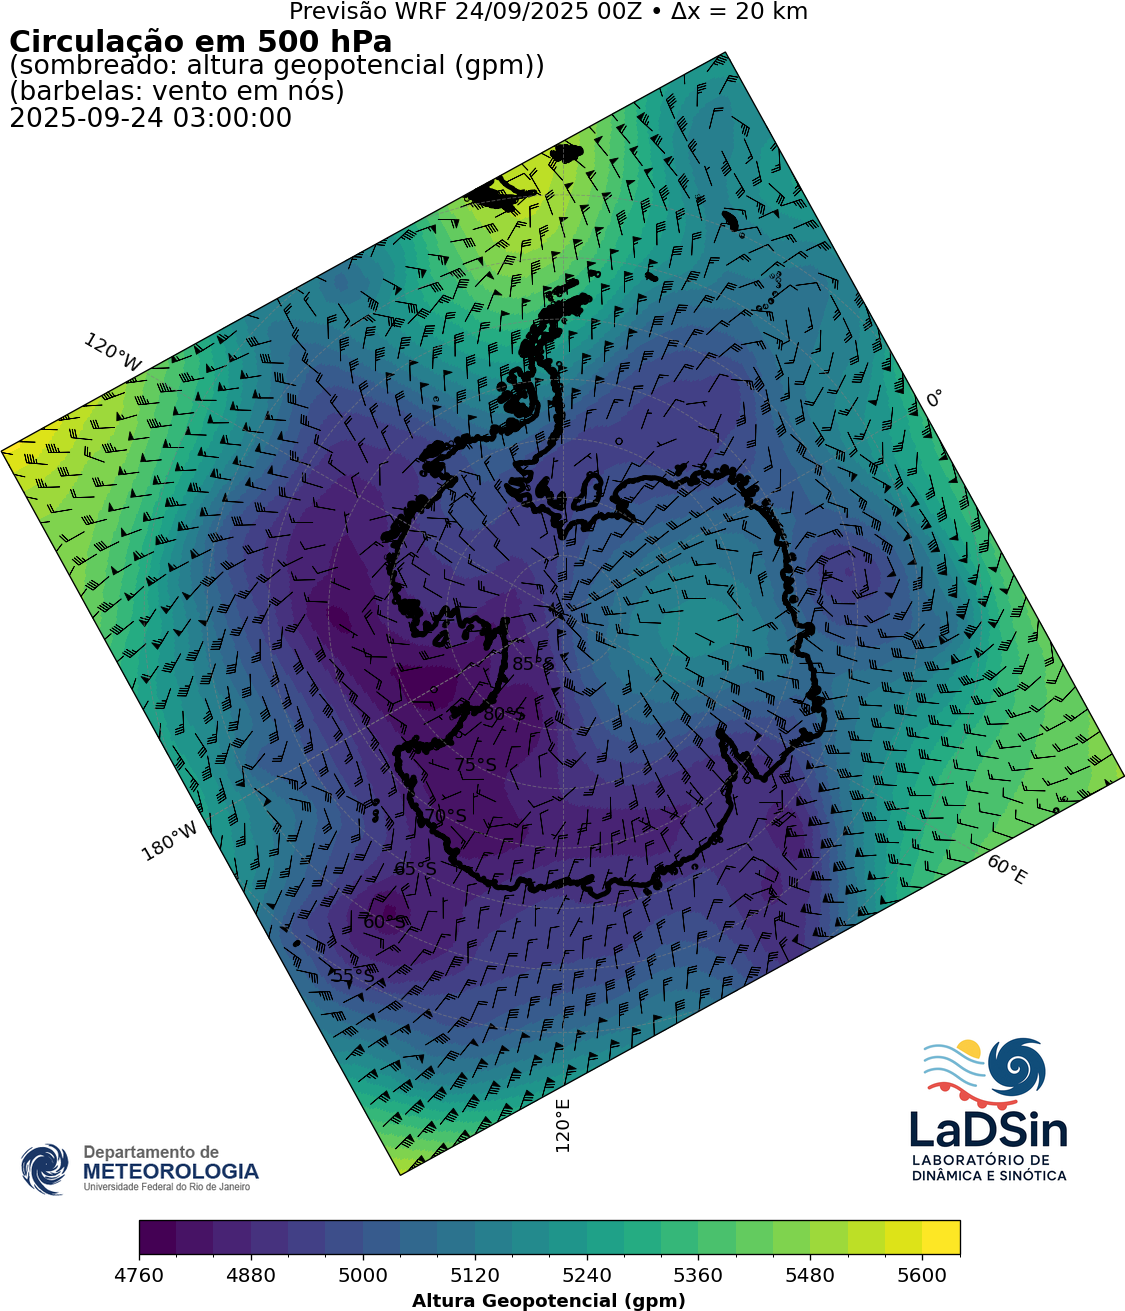 Previsão WRF 24/09/2025 00Z • Δx = 20 km
Circulação em 500 hPa
(sombreado: altura geopotencial (gpm))
(barbelas: vento em nós)
2025-09-24 03:00:00
120°W
0°
85°S
80°S
75°S
70°S
180°W
65°S
60°E
60°S
55°S
120°E
LaDSin
LABORATÓRIO DE
DINÂMICA E SINÓTICA
Departamento de
METEOROLOGIA
Universidade Federal do Rio de Janeiro
4760 4880 5000 5120 5240 5360 5480 5600
Altura Geopotencial (gpm)